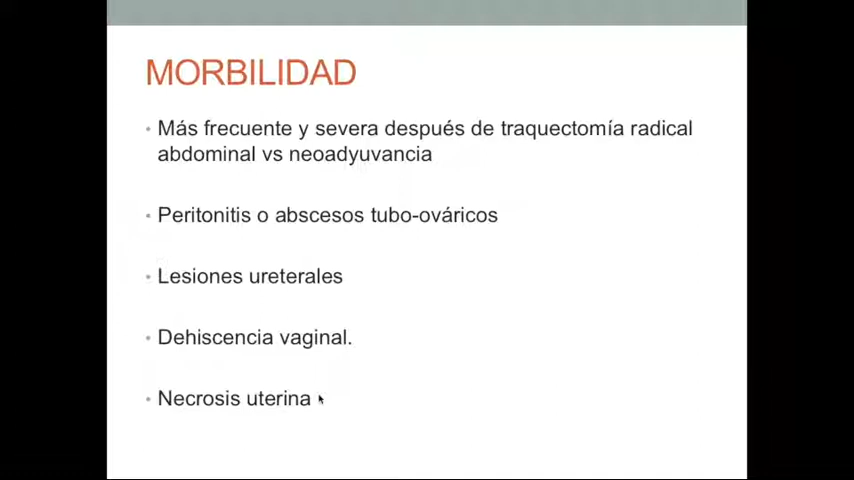 MORBILIDAD
• Más frecuente y severa después de traquectomía radical
abdominal vs neoadyuvancia
• Peritonitis o abscesos tubo-ováricos
• Lesiones ureterales
• Dehiscencia vaginal.
• Necrosis uterina